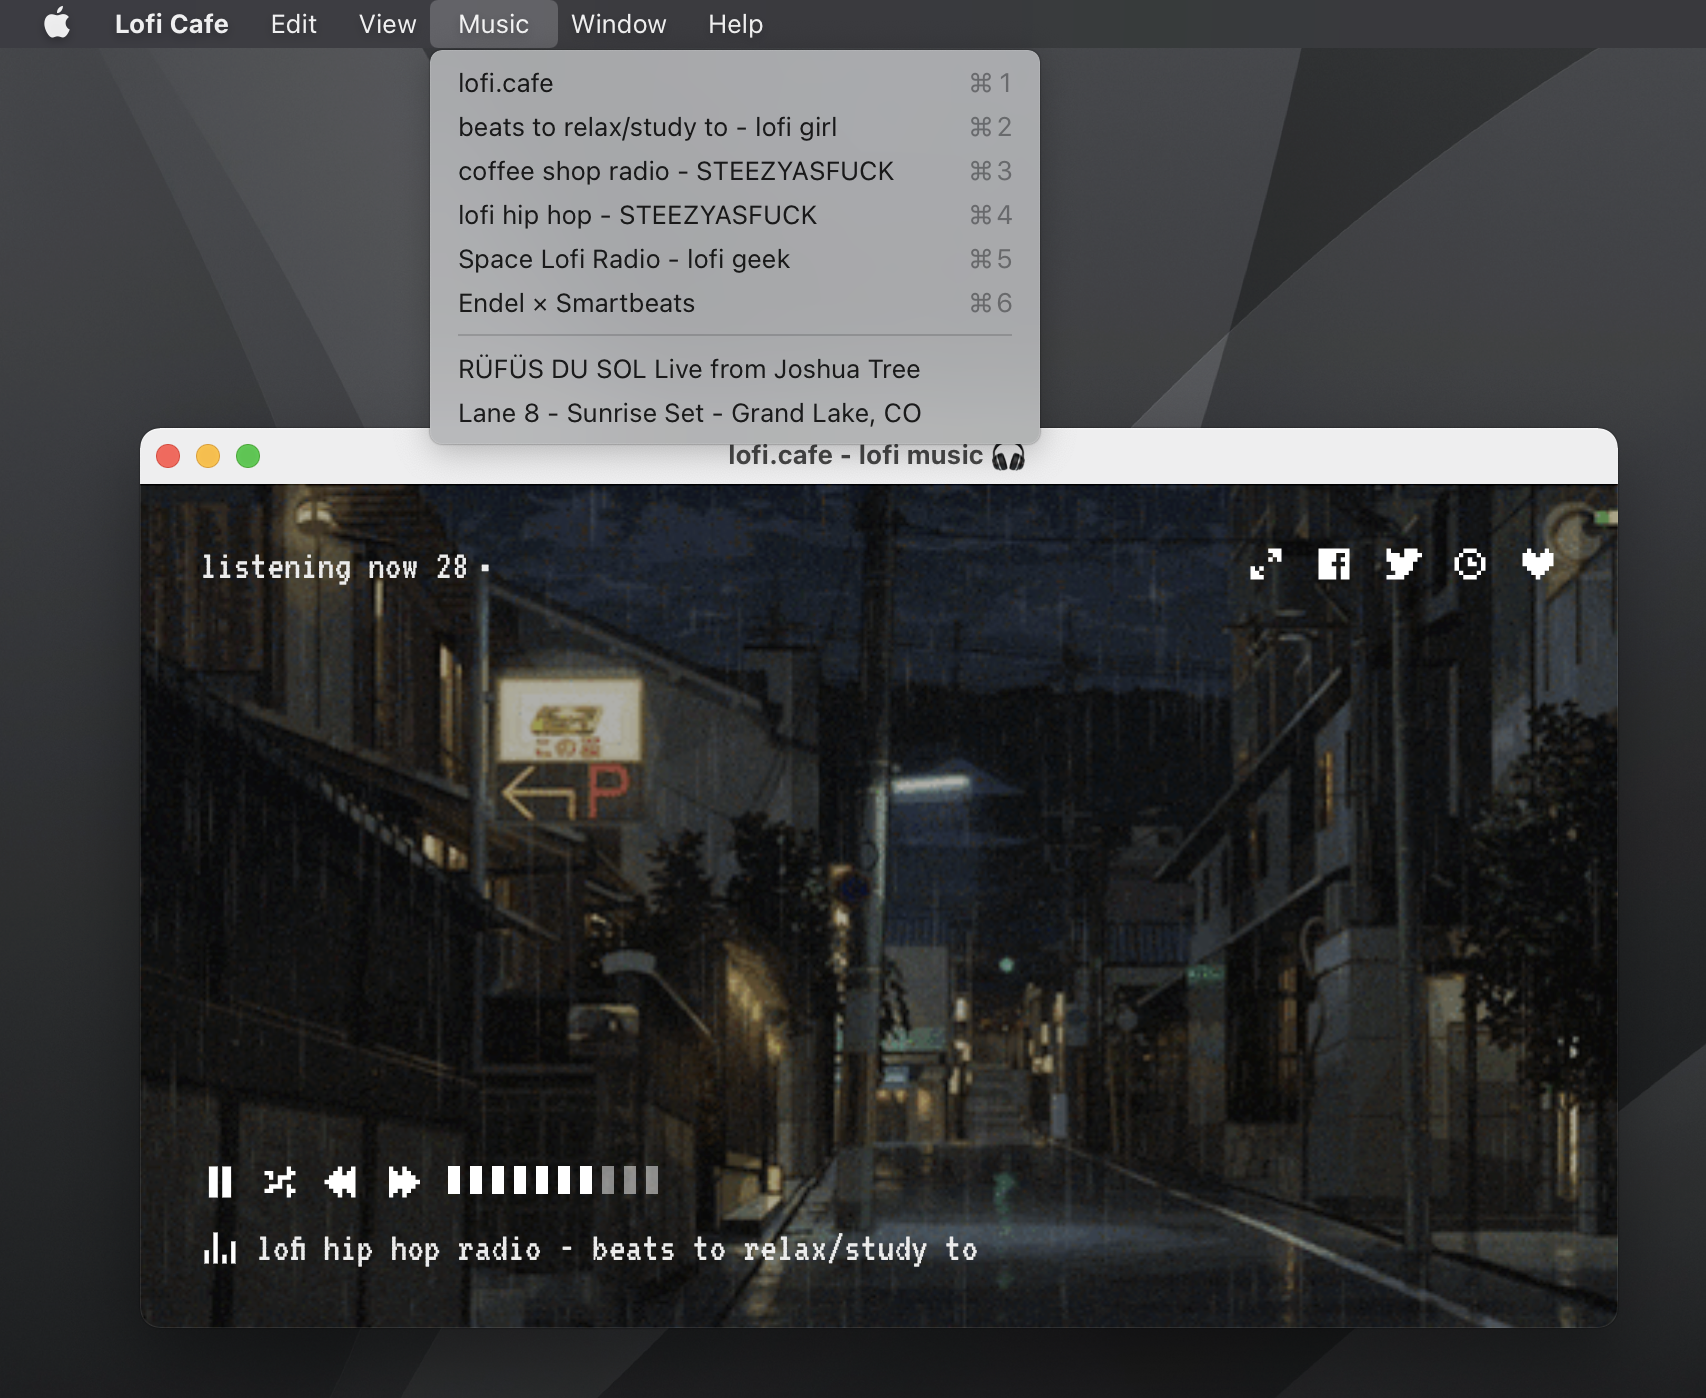 Lofi Cafe Edit View Music Window Help
lofi.cafe ⌘1
beats to relax/study to - lofi girl ⌘2
coffee shop radio - STEEZYASFUCK ⌘3
lofi hip hop - STEEZYASFUCK ⌘4
Space Lofi Radio - lofi geek ⌘5
Endel × Smartbeats ⌘6
RÜFÜS DU SOL Live from Joshua Tree
Lane 8 - Sunrise Set - Grand Lake, CO
lofi.cafe - lofi music 🎧
listening now 28
この
P
lofi hip hop radio - beats to relax/study to